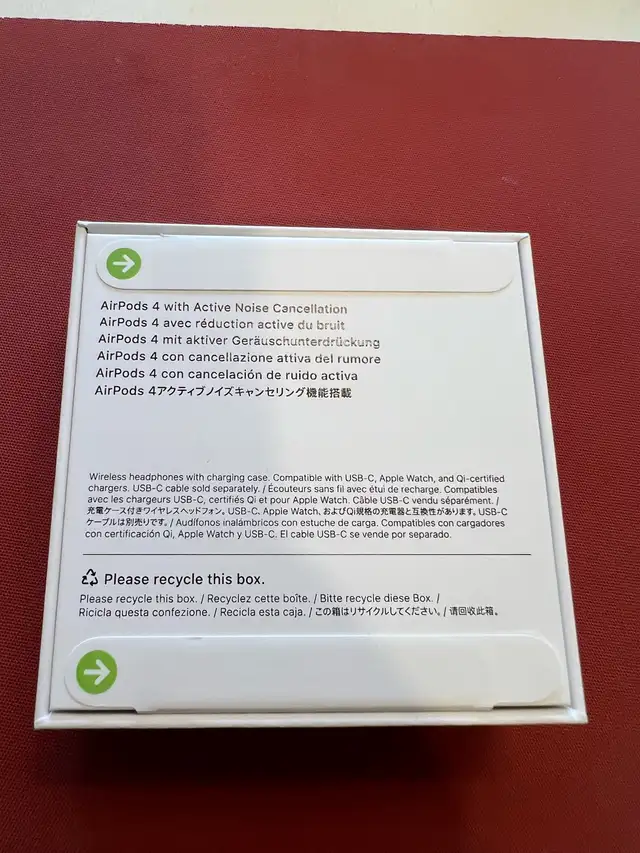 AirPods 4 with Active Noise Cancellation
AirPods 4 avec réduction active du bruit
AirPods 4 mit aktiver Geräuschunterdrückung
AirPods 4 con cancellazione attiva del rumore
AirPods 4 con cancelación de ruido activa
AirPods 4アクティブノイズキャンセリング機能搭載
Wireless headphones with charging case. Compatible with USB-C, Apple Watch, and Qi-certified
chargers. USB-C cable sold separately. / Écouteurs sans fil avec étui de recharge. Compatibles
avec les chargeurs USB-C, certifiés Qi et pour Apple Watch. Câble USB-C vendu séparément. /
充電ケース付きワイヤレスヘッドフォン。USB-C、Apple Watch、およびQi規格の充電器と互換性があります。USB-C
ケーブルは別売りです。/ Audífonos inalámbricos con estuche de carga. Compatibles con cargadores
con certificación Qi, Apple Watch y USB-C. El cable USB-C se vende por separado.
Please recycle this box.
Please recycle this box. / Recyclez cette boîte. / Bitte recycle diese Box. /
Ricicla questa confezione. / Recicla esta caja. / この箱はリサイクルしてください。/ 请回收此箱。